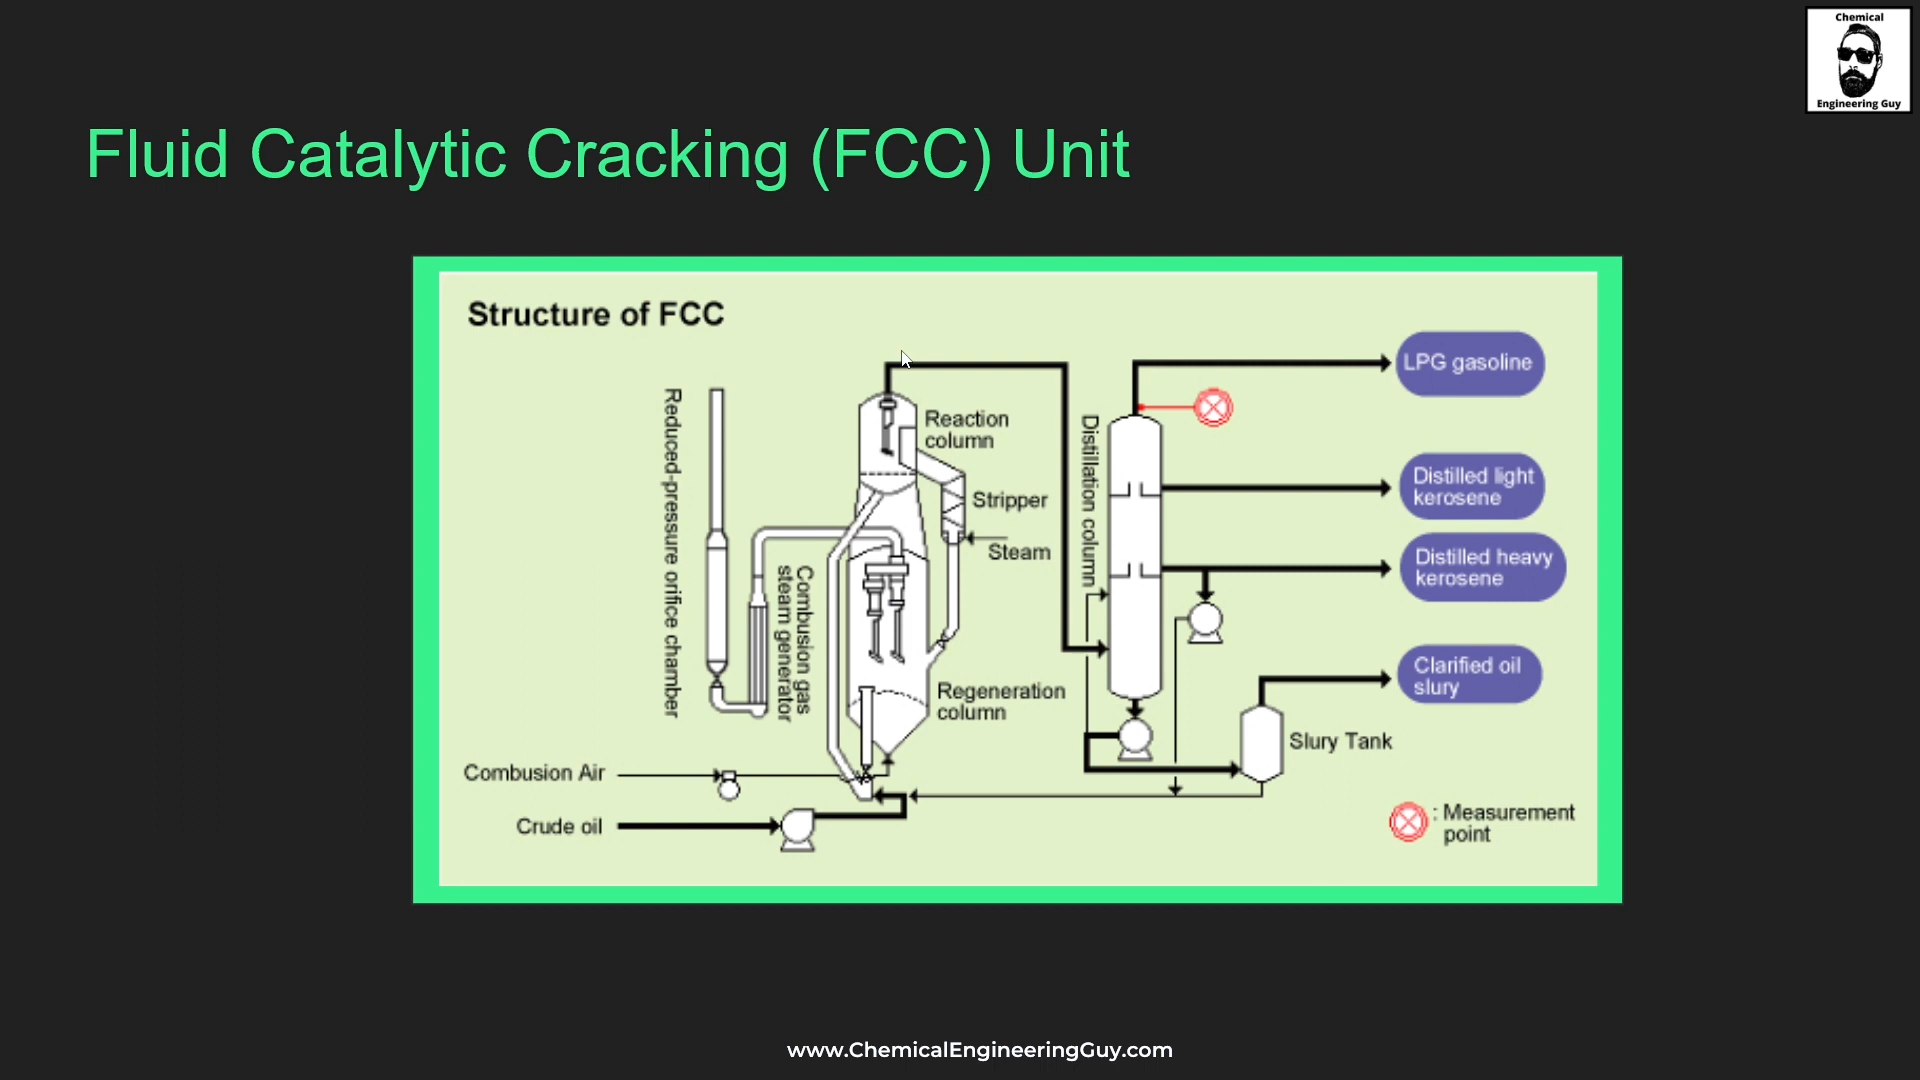 Chemical
Engineering Guy
Fluid Catalytic Cracking (FCC) Unit
Structure of FCC
LPG gasoline
Reaction
column
Distilled light
kerosene
Stripper
Steam
Distillation column
Distilled heavy
kerosene
Reduced-pressure orifice chamber
Combusion gas
steam generator
Regeneration
column
Clarified oil
slury
Slury Tank
Combusion Air
Crude oil
: Measurement
point
www.ChemicalEngineeringGuy.com